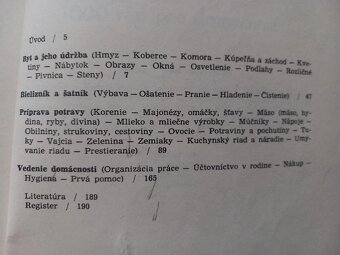 Úvod / 5
Byt a jeho údržba (Hmyz — Koberce — Komora — Kúpeľňa a záchod — Kve-
tiny — Nábytok — Obrazy — Okná — Osvetlenie — Podlahy — Rozličné
— Pivnica — Steny) / 7
Bielizník a šatník (Výbava — Ošatenie — Pranie — Hladenie — Čistenie) / 47
Príprava potravy (Korenie — Majonézy, omáčky, šťavy — Mäso (mäso,
hydina, ryby, divina) — Mlieko a mliečne výrobky — Múčniky — Nápoje —
Obilniny, strukoviny, cestoviny — Ovocie — Potraviny a pochutiny — Tu-
ky — Vajcia — Zelenina — Zemiaky — Kuchynský riad a náradie — Umý-
vanie riadu — Prestieranie) / 89
Vedenie domácnosti (Organizácia práce — Účtovníctvo v rodine — Nákup —
Hygiena — Prvá pomoc) / 165
Literatúra / 189
Register / 190